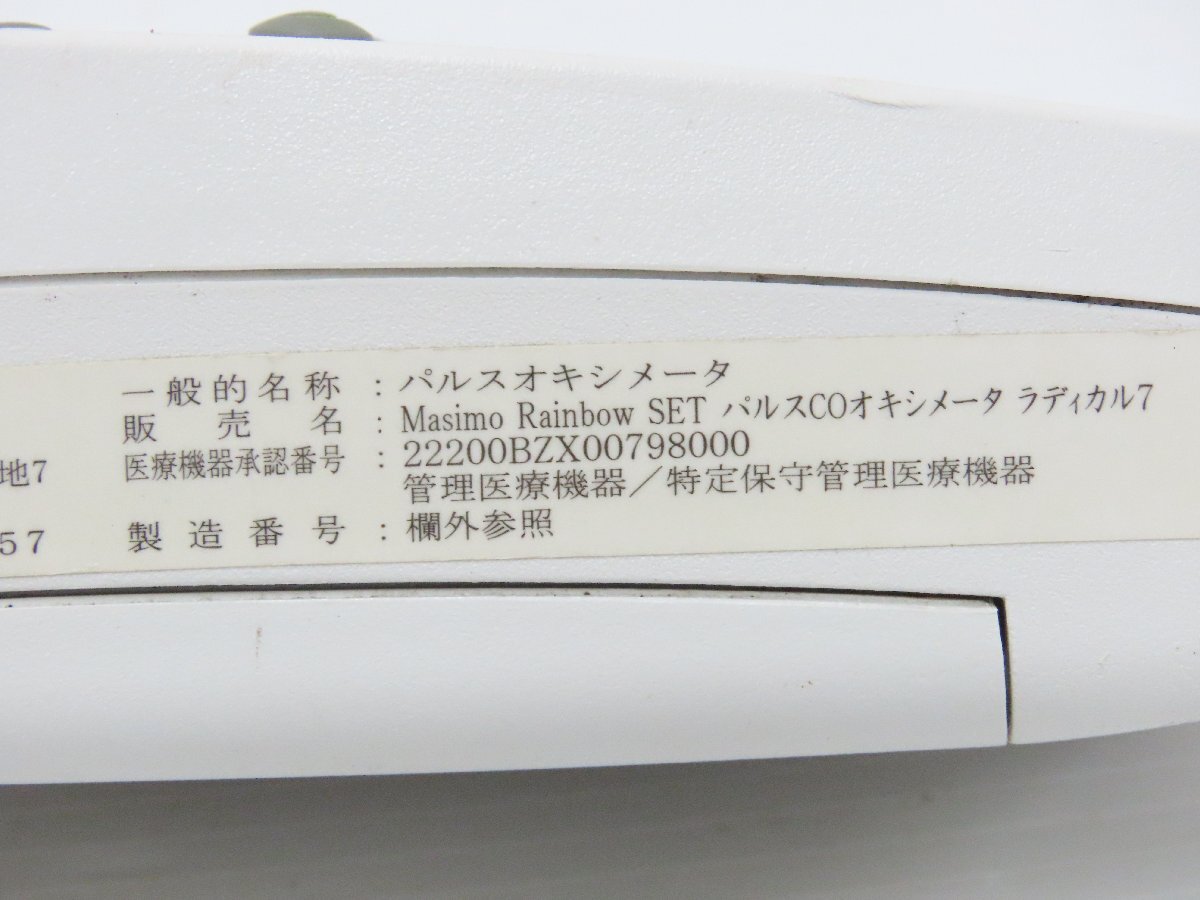 一般的名称 : パルスオキシメータ
販売名 : Masimo Rainbow SET パルスCOオキシメータ ラディカル7
地7 医療機器承認番号 : 22200BZX00798000
管理医療機器／特定保守管理医療機器
57 製造番号 : 欄外参照